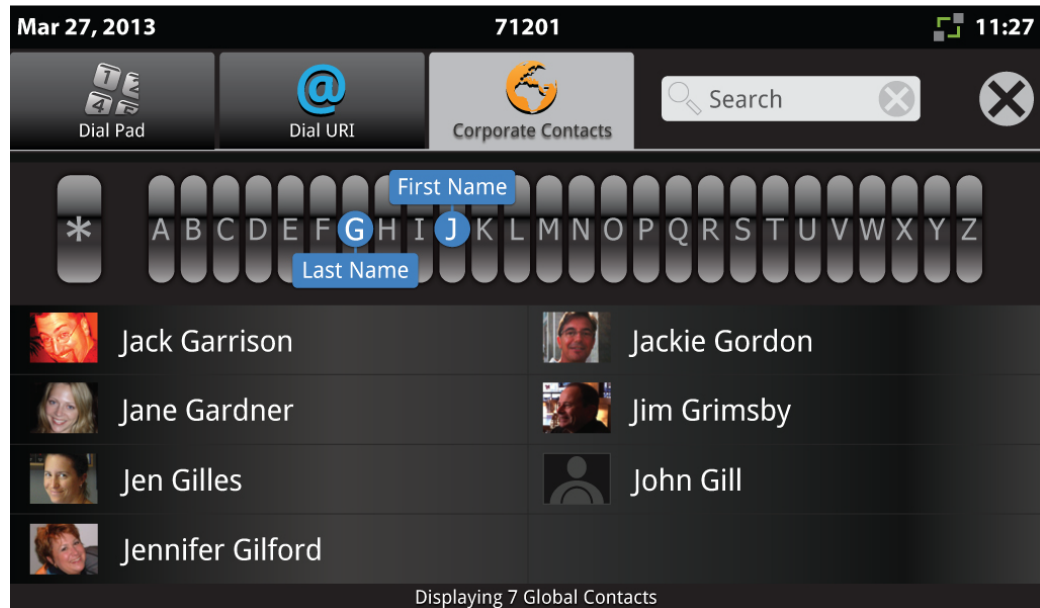 Mar 27, 2013 71201 11:27
Dial Pad Dial URI Corporate Contacts Search
First Name
* A B C D E F G H I J K L M N O P Q R S T U V W X Y Z
Last Name
Jack Garrison Jackie Gordon
Jane Gardner Jim Grimsby
Jen Gilles John Gill
Jennifer Gilford
Displaying 7 Global Contacts